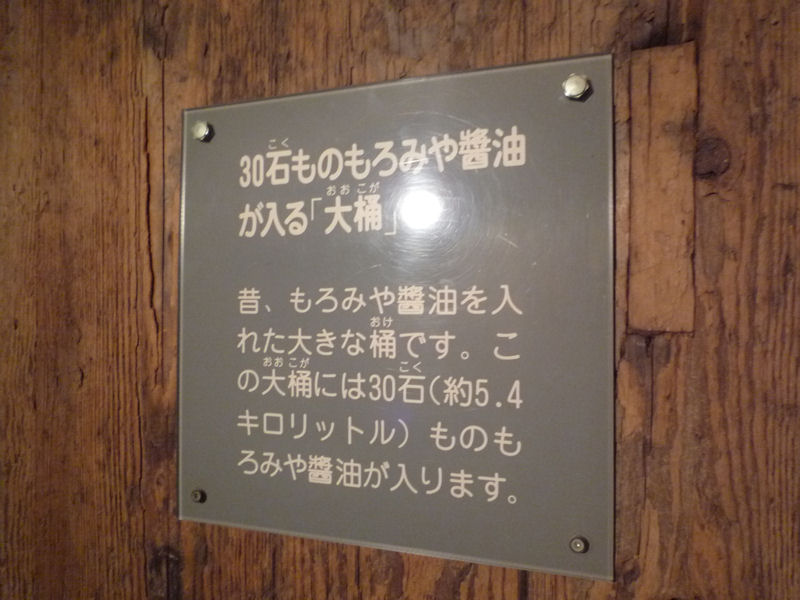 30石ものもろみや醬油
が入る「大桶」
昔、もろみや醬油を入
れた大きな桶です。こ
の大桶には30石(約5.4
キロリットル)ものも
ろみや醬油が入ります。